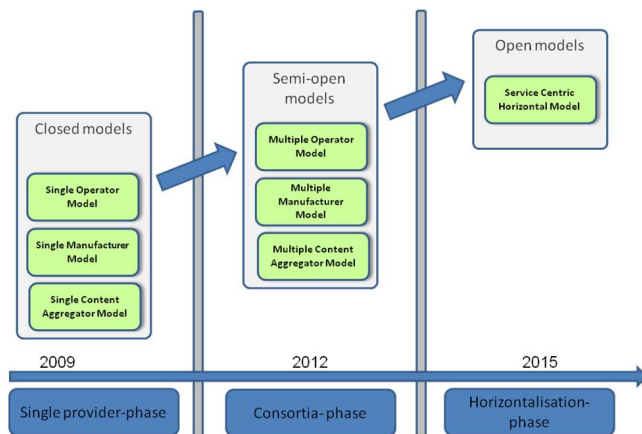 Closed models
Single Operator
Model
Single Manufacturer
Model
Single Content
Aggregator Model
Semi-open
models
Multiple Operator
Model
Multiple
Manufacturer
Model
Multiple Content
Aggregator Model
Open models
Service Centric
Horizontal Model
2009
2012
2015
Single provider-phase
Consortia- phase
Horizontalisation-
phase